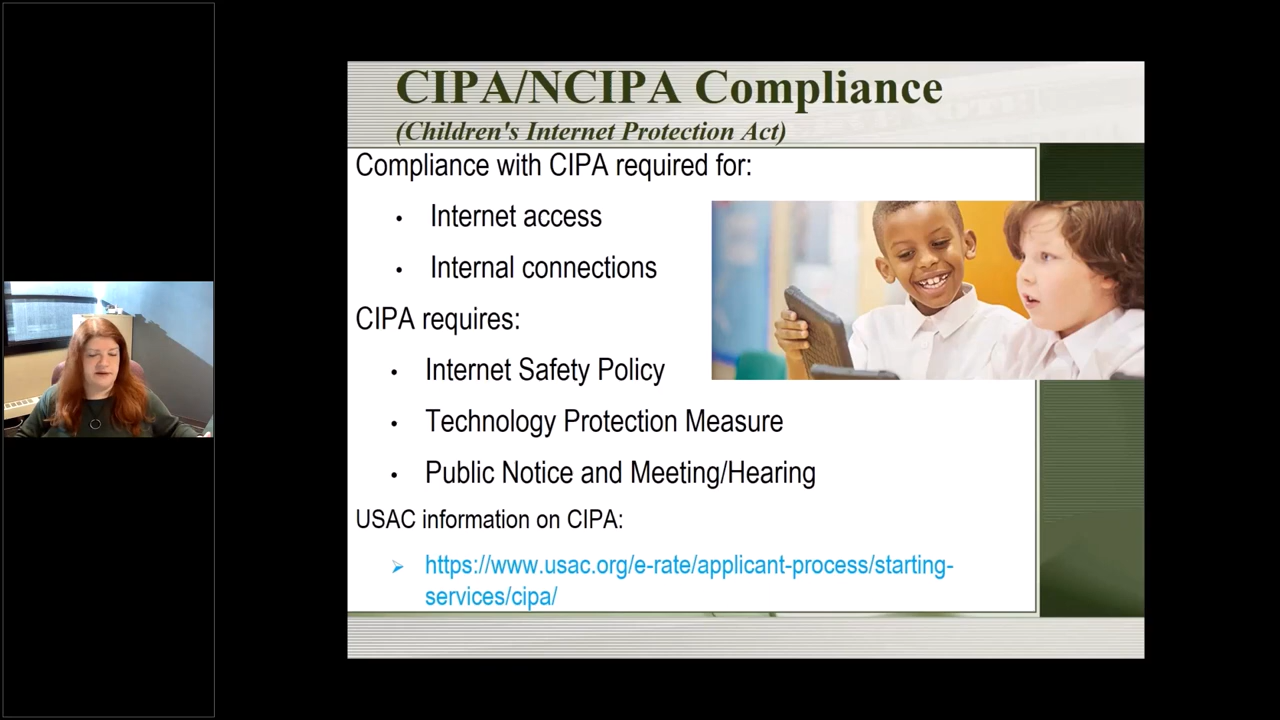 CIPA/NCIPA Compliance
(Children's Internet Protection Act)
Compliance with CIPA required for:
• Internet access
• Internal connections
CIPA requires:
• Internet Safety Policy
• Technology Protection Measure
• Public Notice and Meeting/Hearing
USAC information on CIPA:
➢ https://www.usac.org/e-rate/applicant-process/starting-
services/cipa/